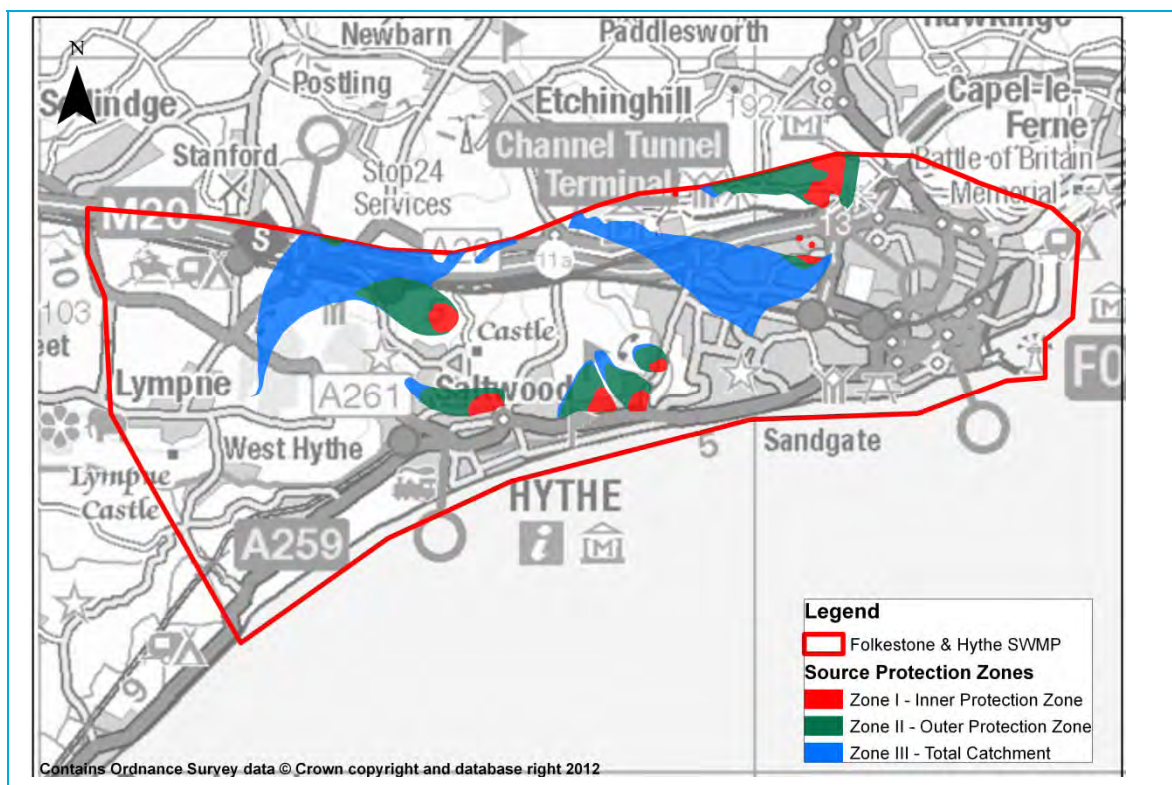 N
Newbarn
Paddlesworth
Postling
Etchinghill
192
Capel-le-
Ferne
Stanford
Stop24
Services
Channel Tunnel
Terminal
Battle of Britain
Memorial
M20
S
A20
11a
13
10
103
Castle
Lympne
A261
Saltwood
West Hythe
Sandgate
5
Lympne
Castle
HYTHE
A259
9
Legend
Folkestone & Hythe SWMP
Source Protection Zones
Zone I - Inner Protection Zone
Zone II - Outer Protection Zone
Zone III - Total Catchment
Contains Ordnance Survey data © Crown copyright and database right 2012